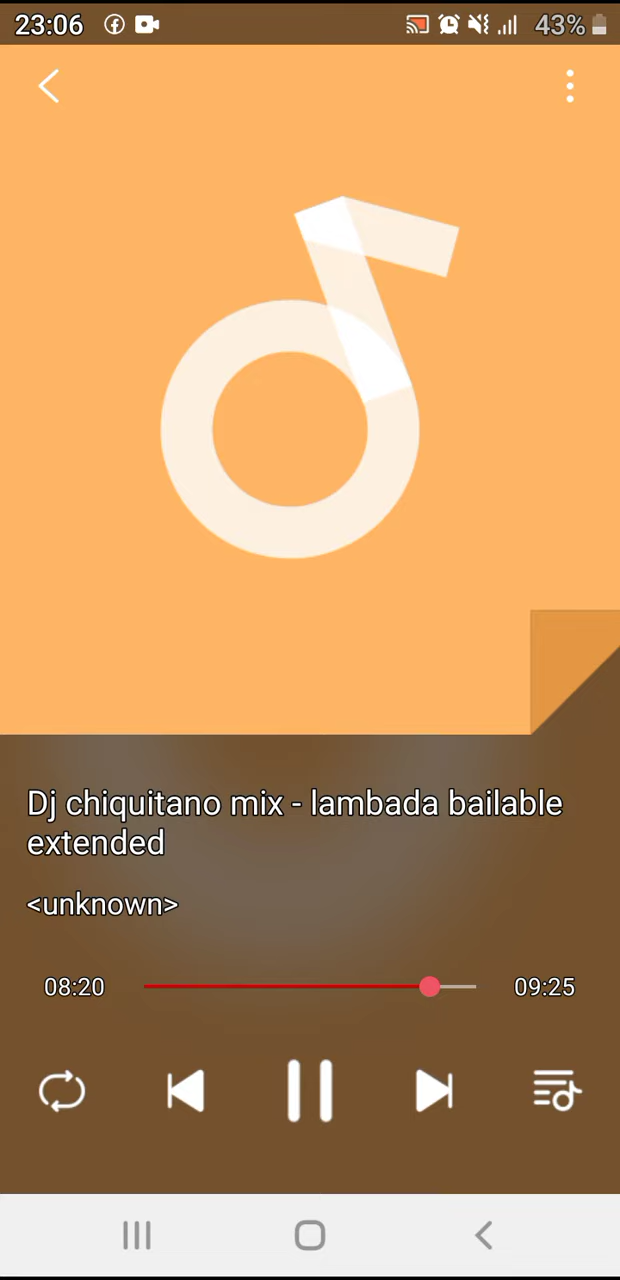 23:06
43%
Dj chiquitano mix - lambada bailable
extended
<unknown>
08:20
09:25